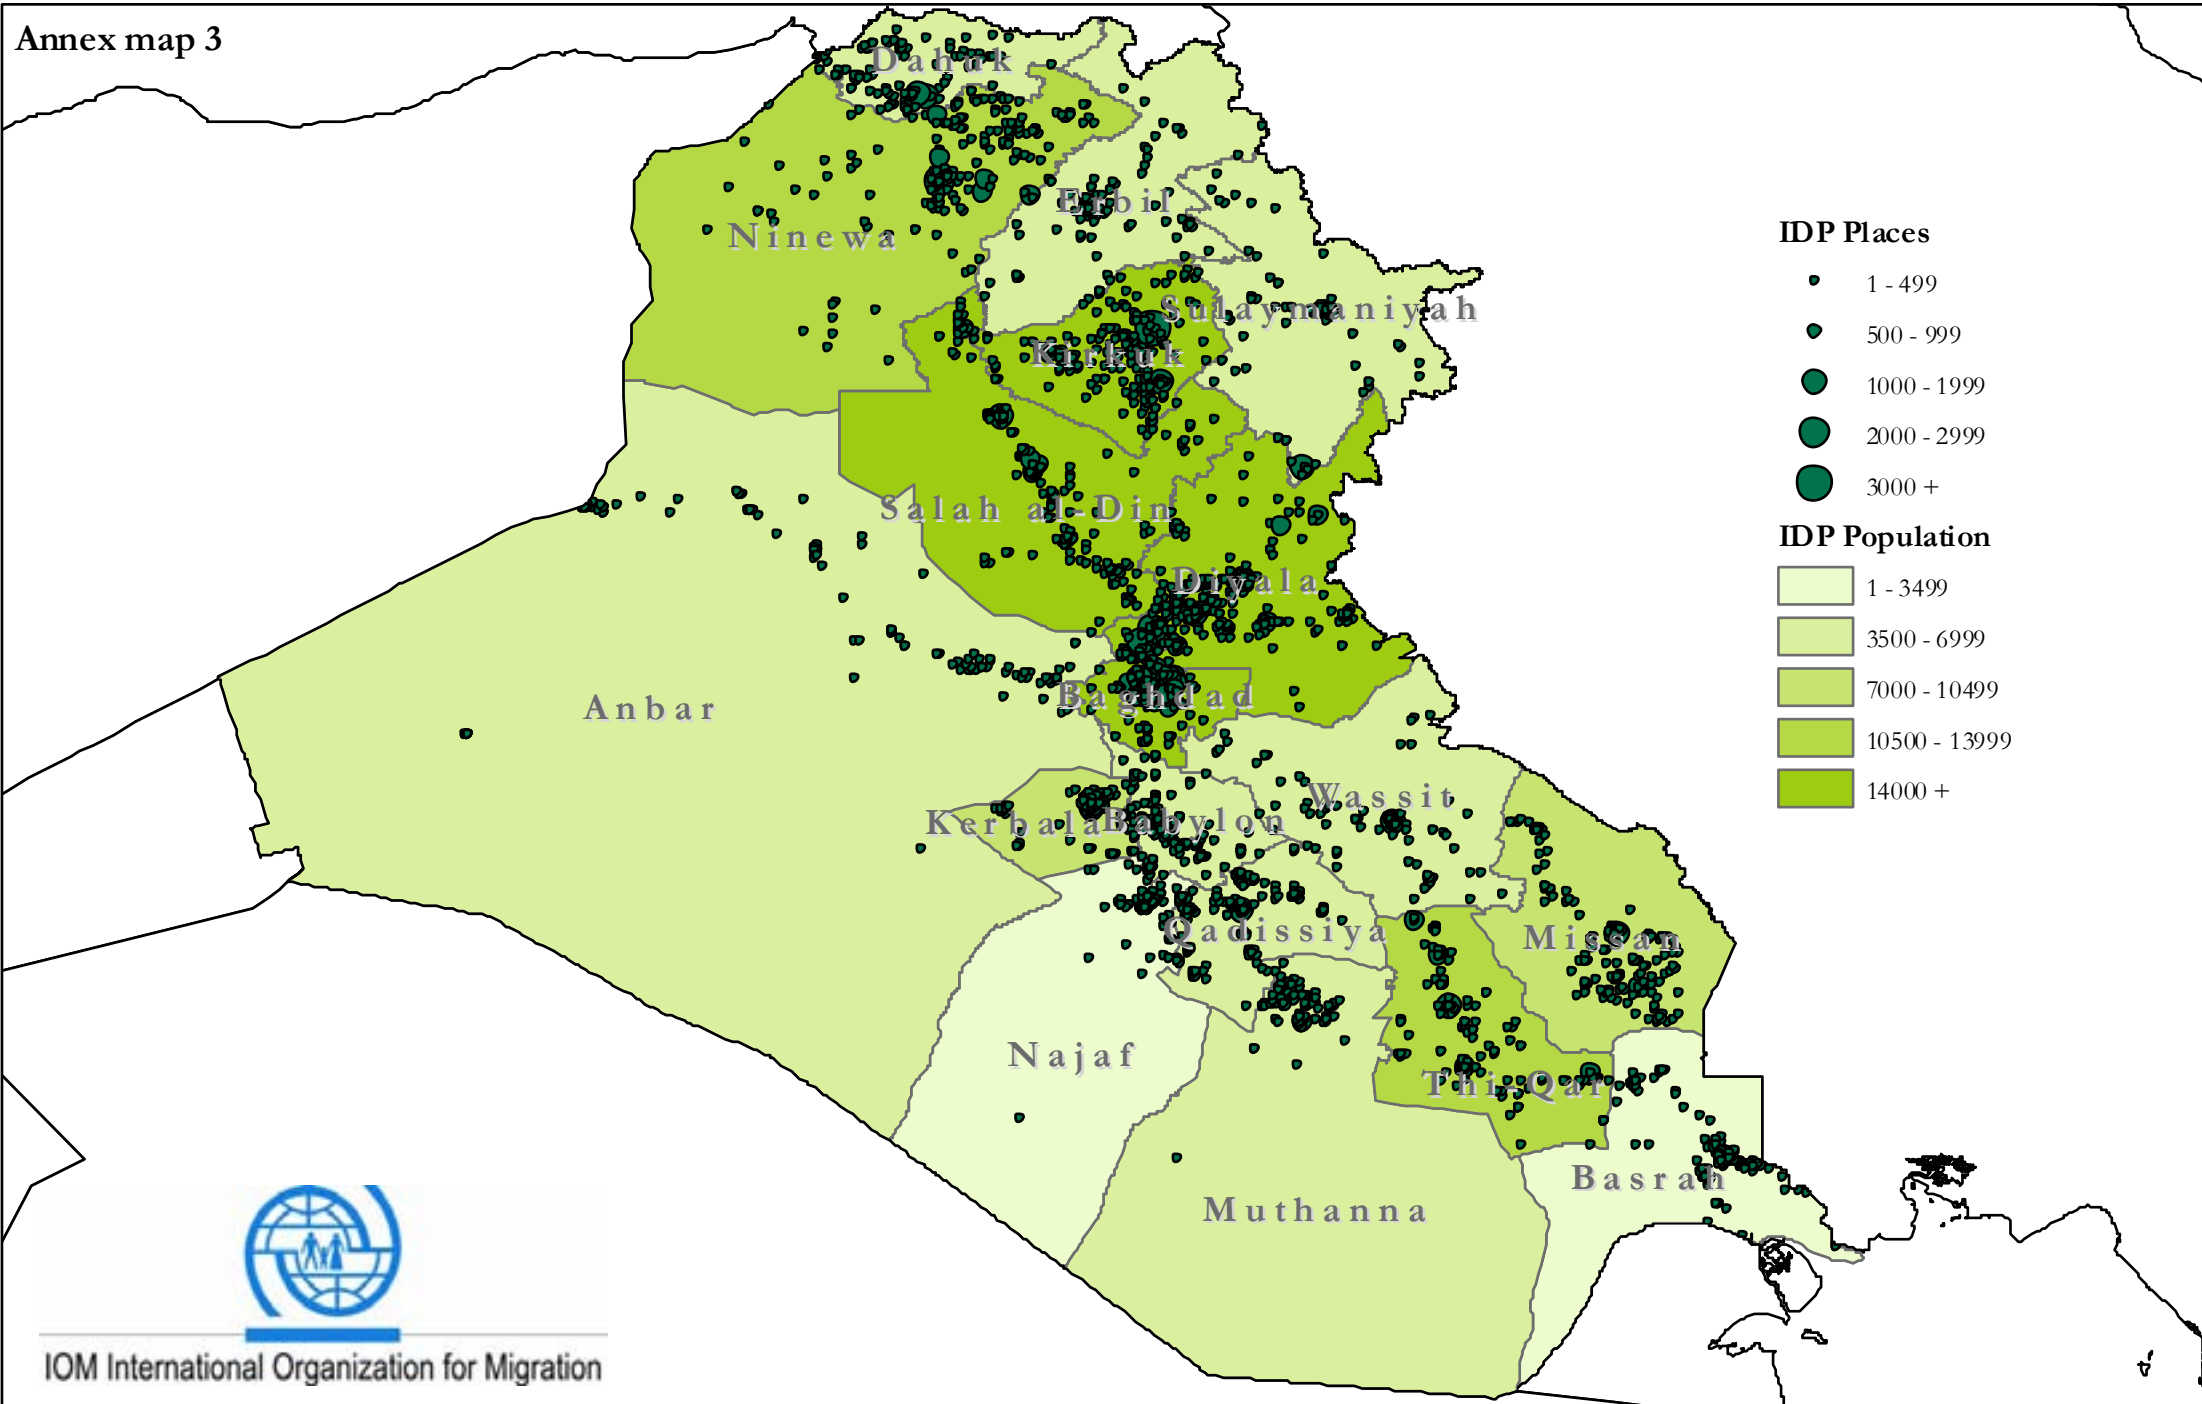 Annex map 3
Dahuk
Erbil
Ninewa
Sulaymaniyah
Kirkuk
Salah al-Din
Diyala
Baghdad
Anbar
Wassit
Kerbala
Babylon
Qadissiya
Missan
Najaf
Thi-Qar
Basrah
Muthanna
IDP Places
1 - 499
500 - 999
1000 - 1999
2000 - 2999
3000 +
IDP Population
1 - 3499
3500 - 6999
7000 - 10499
10500 - 13999
14000 +
IOM International Organization for Migration